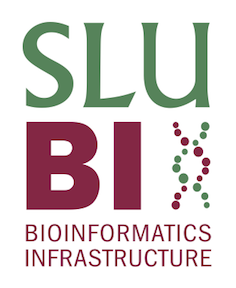 SLU
BI
BIOINFORMATICS
INFRASTRUCTURE